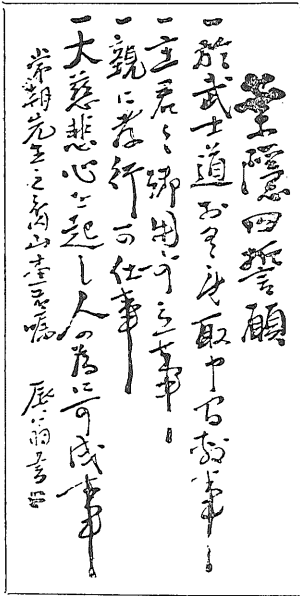 葉隠四誓願
一於武士道おくれ取申間敷事
一主君之御用可立事
一親に孝行可仕事
一大慈悲心を起し人の為に可成事
常朝先生之